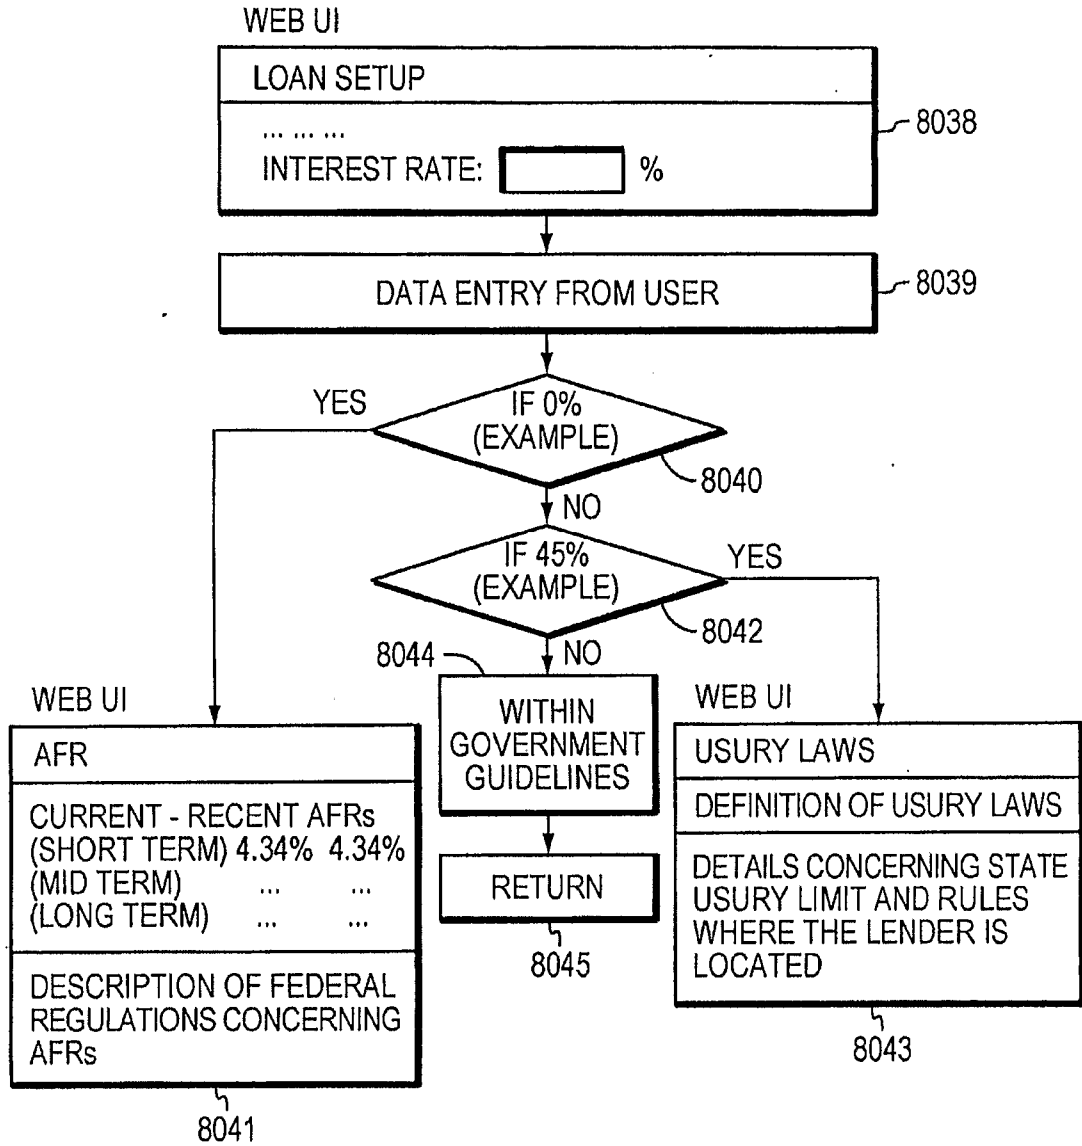 WEB UI
LOAN SETUP
... ... ...
INTEREST RATE: %
8038
DATA ENTRY FROM USER
8039
YES
IF 0%
(EXAMPLE)
8040
NO
IF 45%
(EXAMPLE)
YES
8042
NO
8044
WITHIN
GOVERNMENT
GUIDELINES
RETURN
8045
WEB UI
AFR
CURRENT - RECENT AFRs
(SHORT TERM) 4.34% 4.34%
(MID TERM) ... ...
(LONG TERM) ... ...
DESCRIPTION OF FEDERAL
REGULATIONS CONCERNING
AFRs
8041
WEB UI
USURY LAWS
DEFINITION OF USURY LAWS
DETAILS CONCERNING STATE
USURY LIMIT AND RULES
WHERE THE LENDER IS
LOCATED
8043